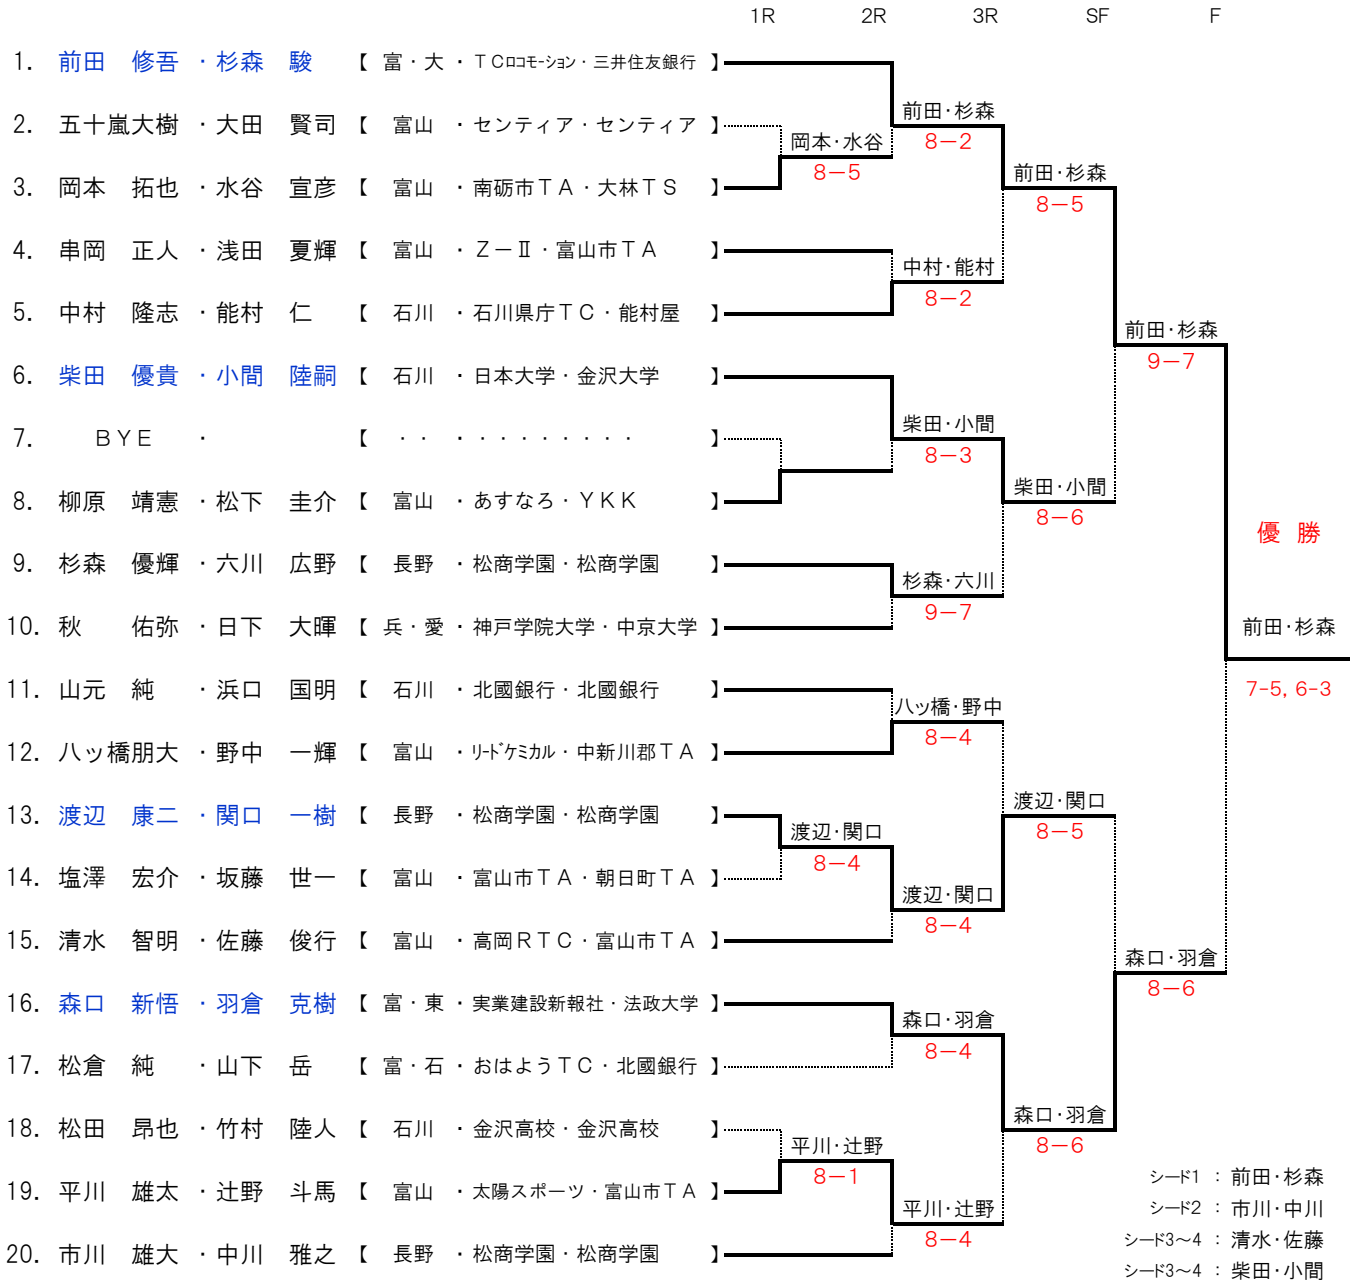 1R 2R 3R SF F
1. 前田 修吾 ・杉森 駿 【 富・大 ・ＴＣﾛｺﾓｰｼｮﾝ・三井住友銀行 】
前田・杉森
2. 五十嵐大樹 ・大田 賢司 【 富山 ・センティア・センティア 】
岡本・水谷 8－2
8－5 前田・杉森
3. 岡本 拓也 ・水谷 宣彦 【 富山 ・南砺市ＴＡ・大林ＴＳ 】
8－5
4. 串岡 正人 ・浅田 夏輝 【 富山 ・Ｚ－Ⅱ・富山市ＴＡ 】
中村・能村
8－2
5. 中村 隆志 ・能村 仁 【 石川 ・石川県庁ＴＣ・能村屋 】
前田・杉森
9－7
6. 柴田 優貴 ・小間 陸嗣 【 石川 ・日本大学・金沢大学 】
柴田・小間
7. ＢＹＥ ・ 【 ・・ ・・・・・・・・・ 】
8－3
柴田・小間
8. 柳原 靖憲 ・松下 圭介 【 富山 ・あすなろ・ＹＫＫ 】
8－6
優 勝
9. 杉森 優輝 ・六川 広野 【 長野 ・松商学園・松商学園 】
杉森・六川
9－7
10. 秋 佑弥 ・日下 大暉 【 兵・愛 ・神戸学院大学・中京大学 】
前田・杉森
11. 山元 純 ・浜口 国明 【 石川 ・北國銀行・北國銀行 】
7-5, 6-3
八ッ橋・野中
8－4
12. 八ッ橋朋大 ・野中 一輝 【 富山 ・ﾘｰﾄﾞｹﾐｶﾙ・中新川郡ＴＡ 】
渡辺・関口
13. 渡辺 康二 ・関口 一樹 【 長野 ・松商学園・松商学園 】
渡辺・関口 8－5
8－4
14. 塩澤 宏介 ・坂藤 世一 【 富山 ・富山市ＴＡ・朝日町ＴＡ 】
渡辺・関口
8－4
15. 清水 智明 ・佐藤 俊行 【 富山 ・高岡ＲＴＣ・富山市ＴＡ 】
森口・羽倉
8－6
16. 森口 新悟 ・羽倉 克樹 【 富・東 ・実業建設新報社・法政大学 】
森口・羽倉
8－4
17. 松倉 純 ・山下 岳 【 富・石 ・おはようＴＣ・北國銀行 】
森口・羽倉
18. 松田 昂也 ・竹村 陸人 【 石川 ・金沢高校・金沢高校 】
平川・辻野 8－6
8－1 ｼｰﾄﾞ1 ： 前田・杉森
19. 平川 雄太 ・辻野 斗馬 【 富山 ・太陽スポーツ・富山市ＴＡ 】
平川・辻野 ｼｰﾄﾞ2 ： 市川・中川
8－4 ｼｰﾄﾞ3～4 ： 清水・佐藤
20. 市川 雄大 ・中川 雅之 【 長野 ・松商学園・松商学園 】
ｼｰﾄﾞ3～4 ： 柴田・小間